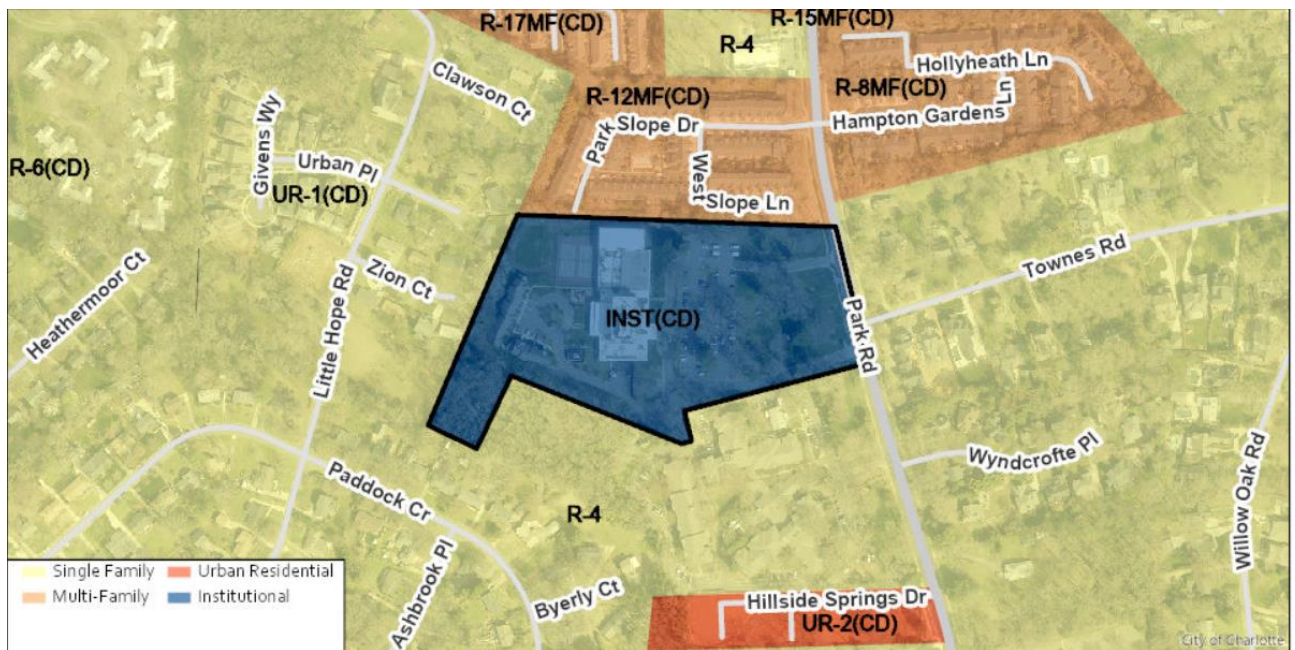 R-17MF(CD)
R-15MF(CD)
R-4
Hollyheath Ln
Clawson Ct
R-12MF(CD)
R-8MF(CD)
Ln
Hampton Gardens
Park Slope Dr
Givens Wy
Urban Pl
R-6(CD)
UR-1(CD)
West Slope Ln
Zion Ct
Townes Rd
Heathermoor Ct
Little Hope Rd
INST(CD)
Park Rd
Wyndcrofte Pl
Willow Oak Rd
Paddock Cr
R-4
Single Family
Urban Residential
Multi-Family
Institutional
Ashbrook Pl
Byerly Ct
Hillside Springs Dr
UR-2(CD)
City of Charlotte